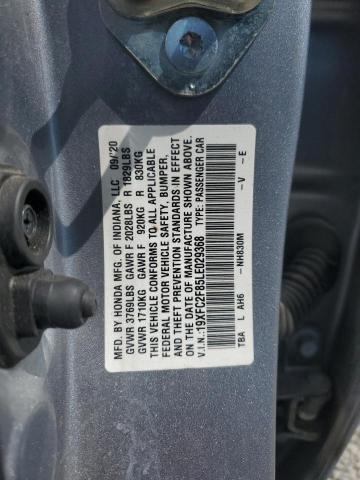 MFD. BY HONDA MFG. OF INDIANA, LLC 09/20
GVWR 3769LBS GAWR F 2028LBS R 1829LBS
GVWR 1710KG GAWR F 920KG R 830KG
THIS VEHICLE CONFORMS TO ALL APPLICABLE
FEDERAL MOTOR VEHICLE SAFETY, BUMPER,
AND THEFT PREVENTION STANDARDS IN EFFECT
ON THE DATE OF MANUFACTURE SHOWN ABOVE.
V.I.N.:19XFC2F85LE029368 TYPE: PASSENGER CAR
TBA L AH6 -NH830M -V -E